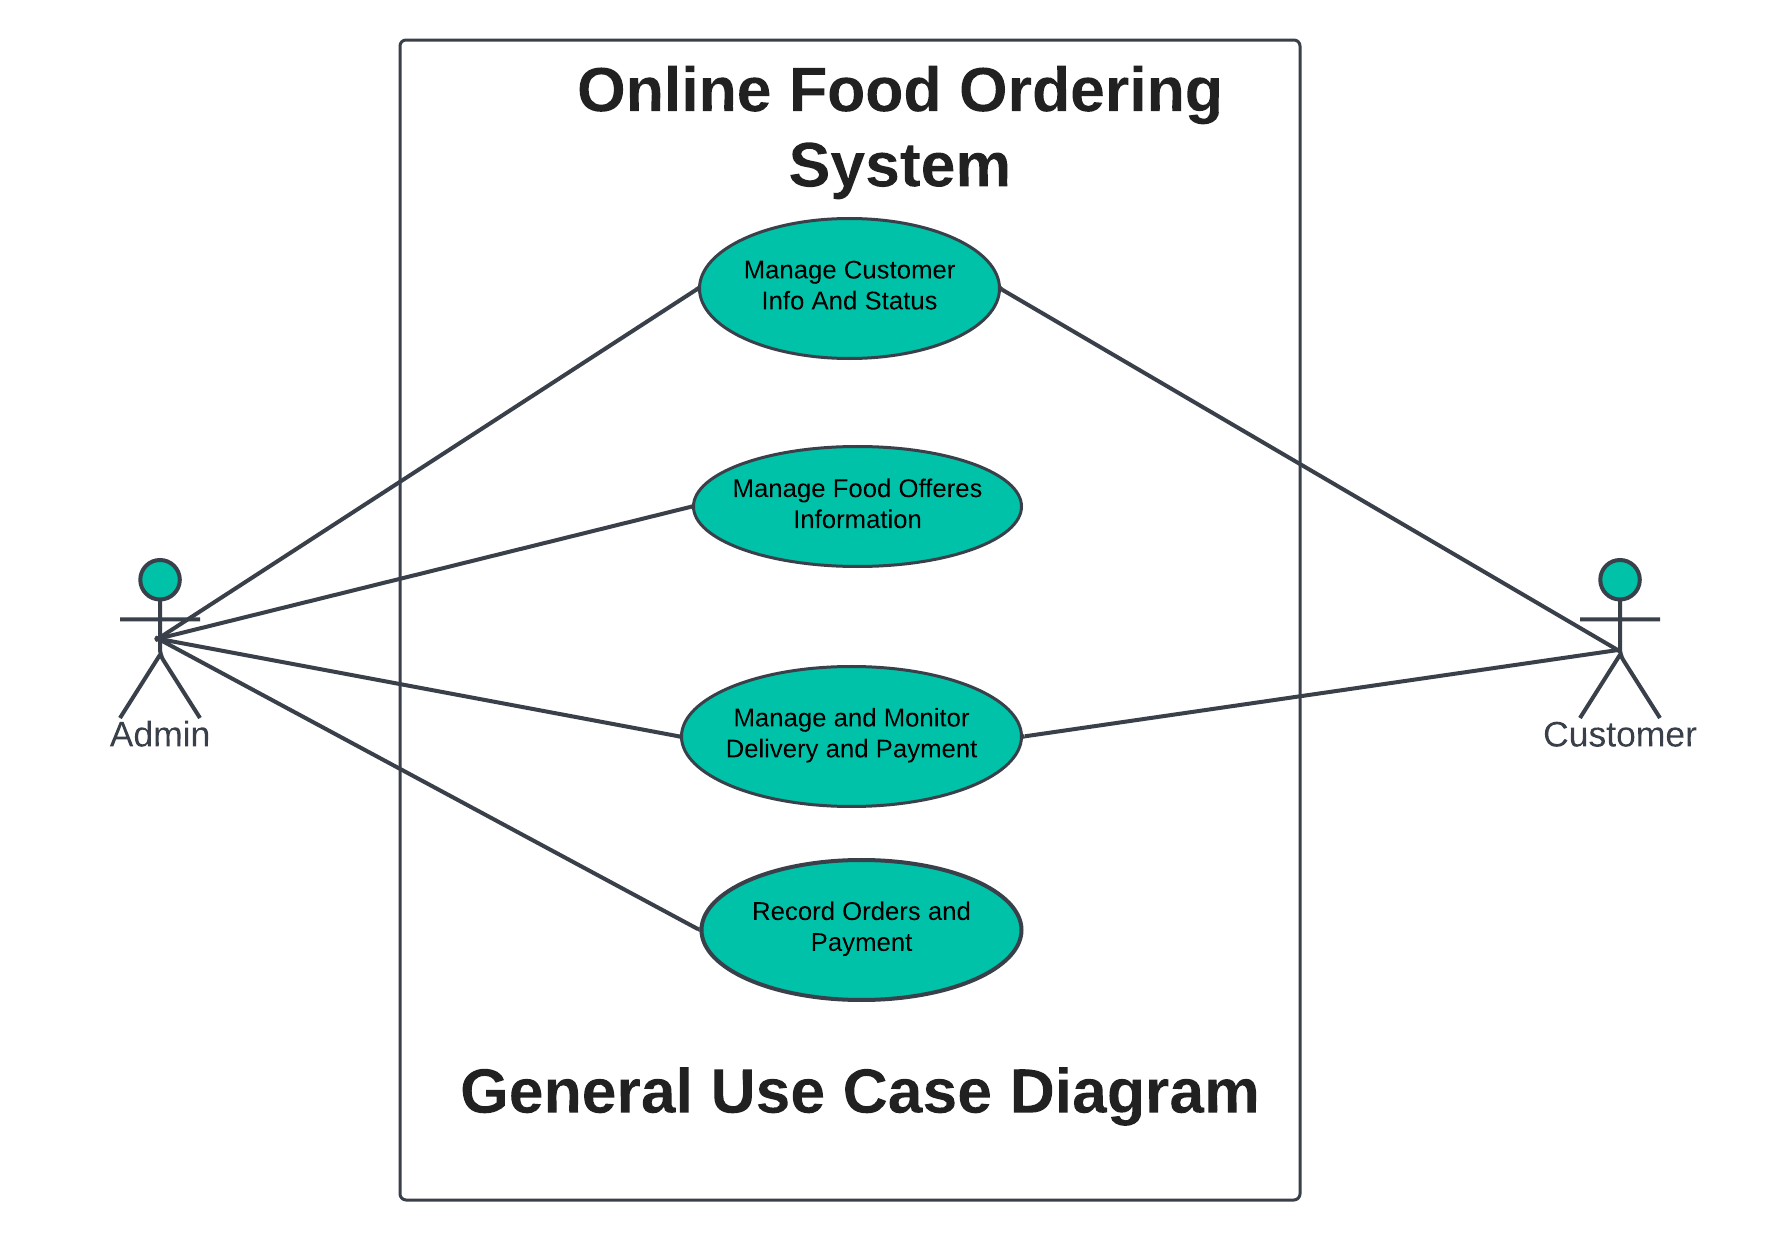 Online Food Ordering
System
Manage Customer
Info And Status
Manage Food Offeres
Information
Admin
Customer
Manage and Monitor
Delivery and Payment
Record Orders and
Payment
General Use Case Diagram